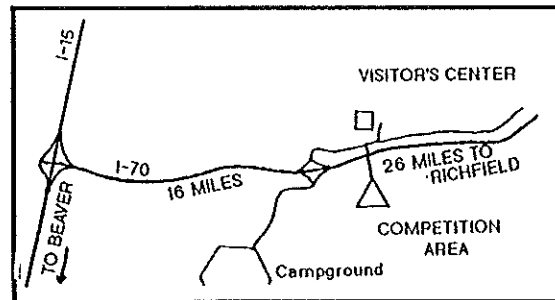 I-15
VISITOR'S CENTER
I-70
16 MILES
26 MILES TO
RICHFIELD
TO BEAVER
COMPETITION
AREA
Campground